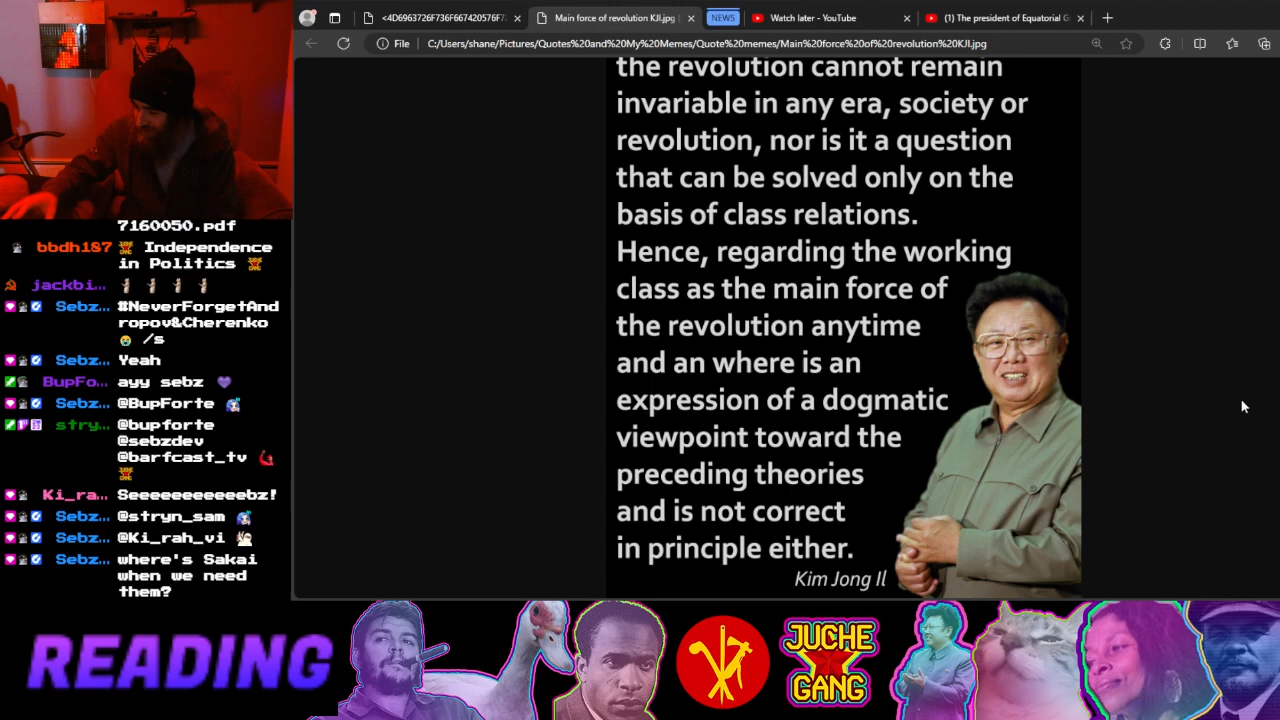 <4D6963726F736F667420576F7
Main force of revolution KJI.jpg (
NEWS
Watch later - YouTube
(1) The president of Equatorial G
File
C:/Users/shane/Pictures/Quotes%20and%20My%20Memes/Quote%20memes/Main%20force%20of%20revolution%20KJI.jpg
the revolution cannot remain
invariable in any era, society or
revolution, nor is it a question
that can be solved only on the
basis of class relations.
Hence, regarding the working
class as the main force of
the revolution anytime
and an where is an
expression of a dogmatic
viewpoint toward the
preceding theories
and is not correct
in principle either.
Kim Jong Il
7160050.pdf
bbdh187 Independence
in Politics
jackbi...
Sebz... #NeverForgetAnd
ropov&Cherenko
/s
Sebz... Yeah
BupFo... ayy sebz
Sebz... @BupForte
stry... @bupforte
@sebzdev
@barfcast_tv
Ki_ra... Seeeeeeeeeeebz!
Sebz... @stryn_sam
Sebz... @Ki_rah_vi
Sebz... where's Sakai
when we need
them?
READING
JUCHE
GANG